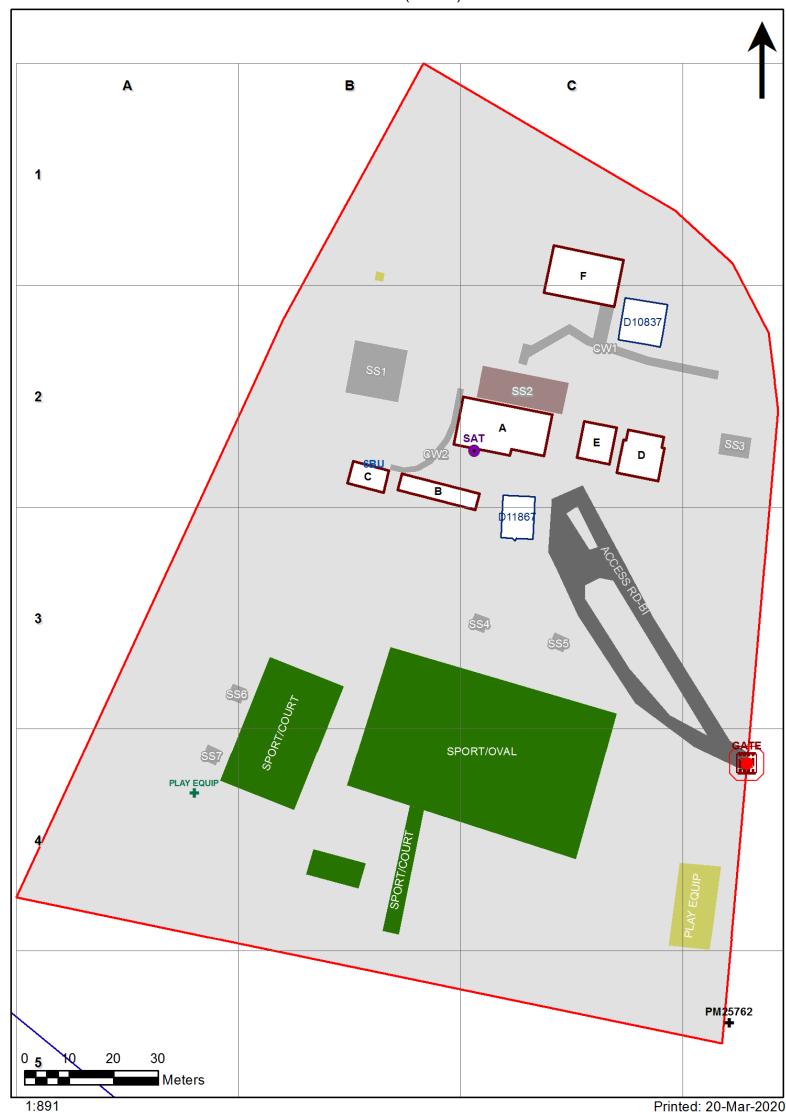 A B C
1
F
D10837
CW1
SS1
2
SS2
A
SAT
E
D
SS3
CW2
SBU
C
B
D11867
ACCESS RD-BI
3
SS4
SS5
SS6
SPORT/COURT
GATE
SPORT/OVAL
SS7
PLAY EQUIP
4
SPORT/COURT
PLAY EQUIP
PM25762
5
0 10 20 30
Meters
1:891
Printed: 20-Mar-2020